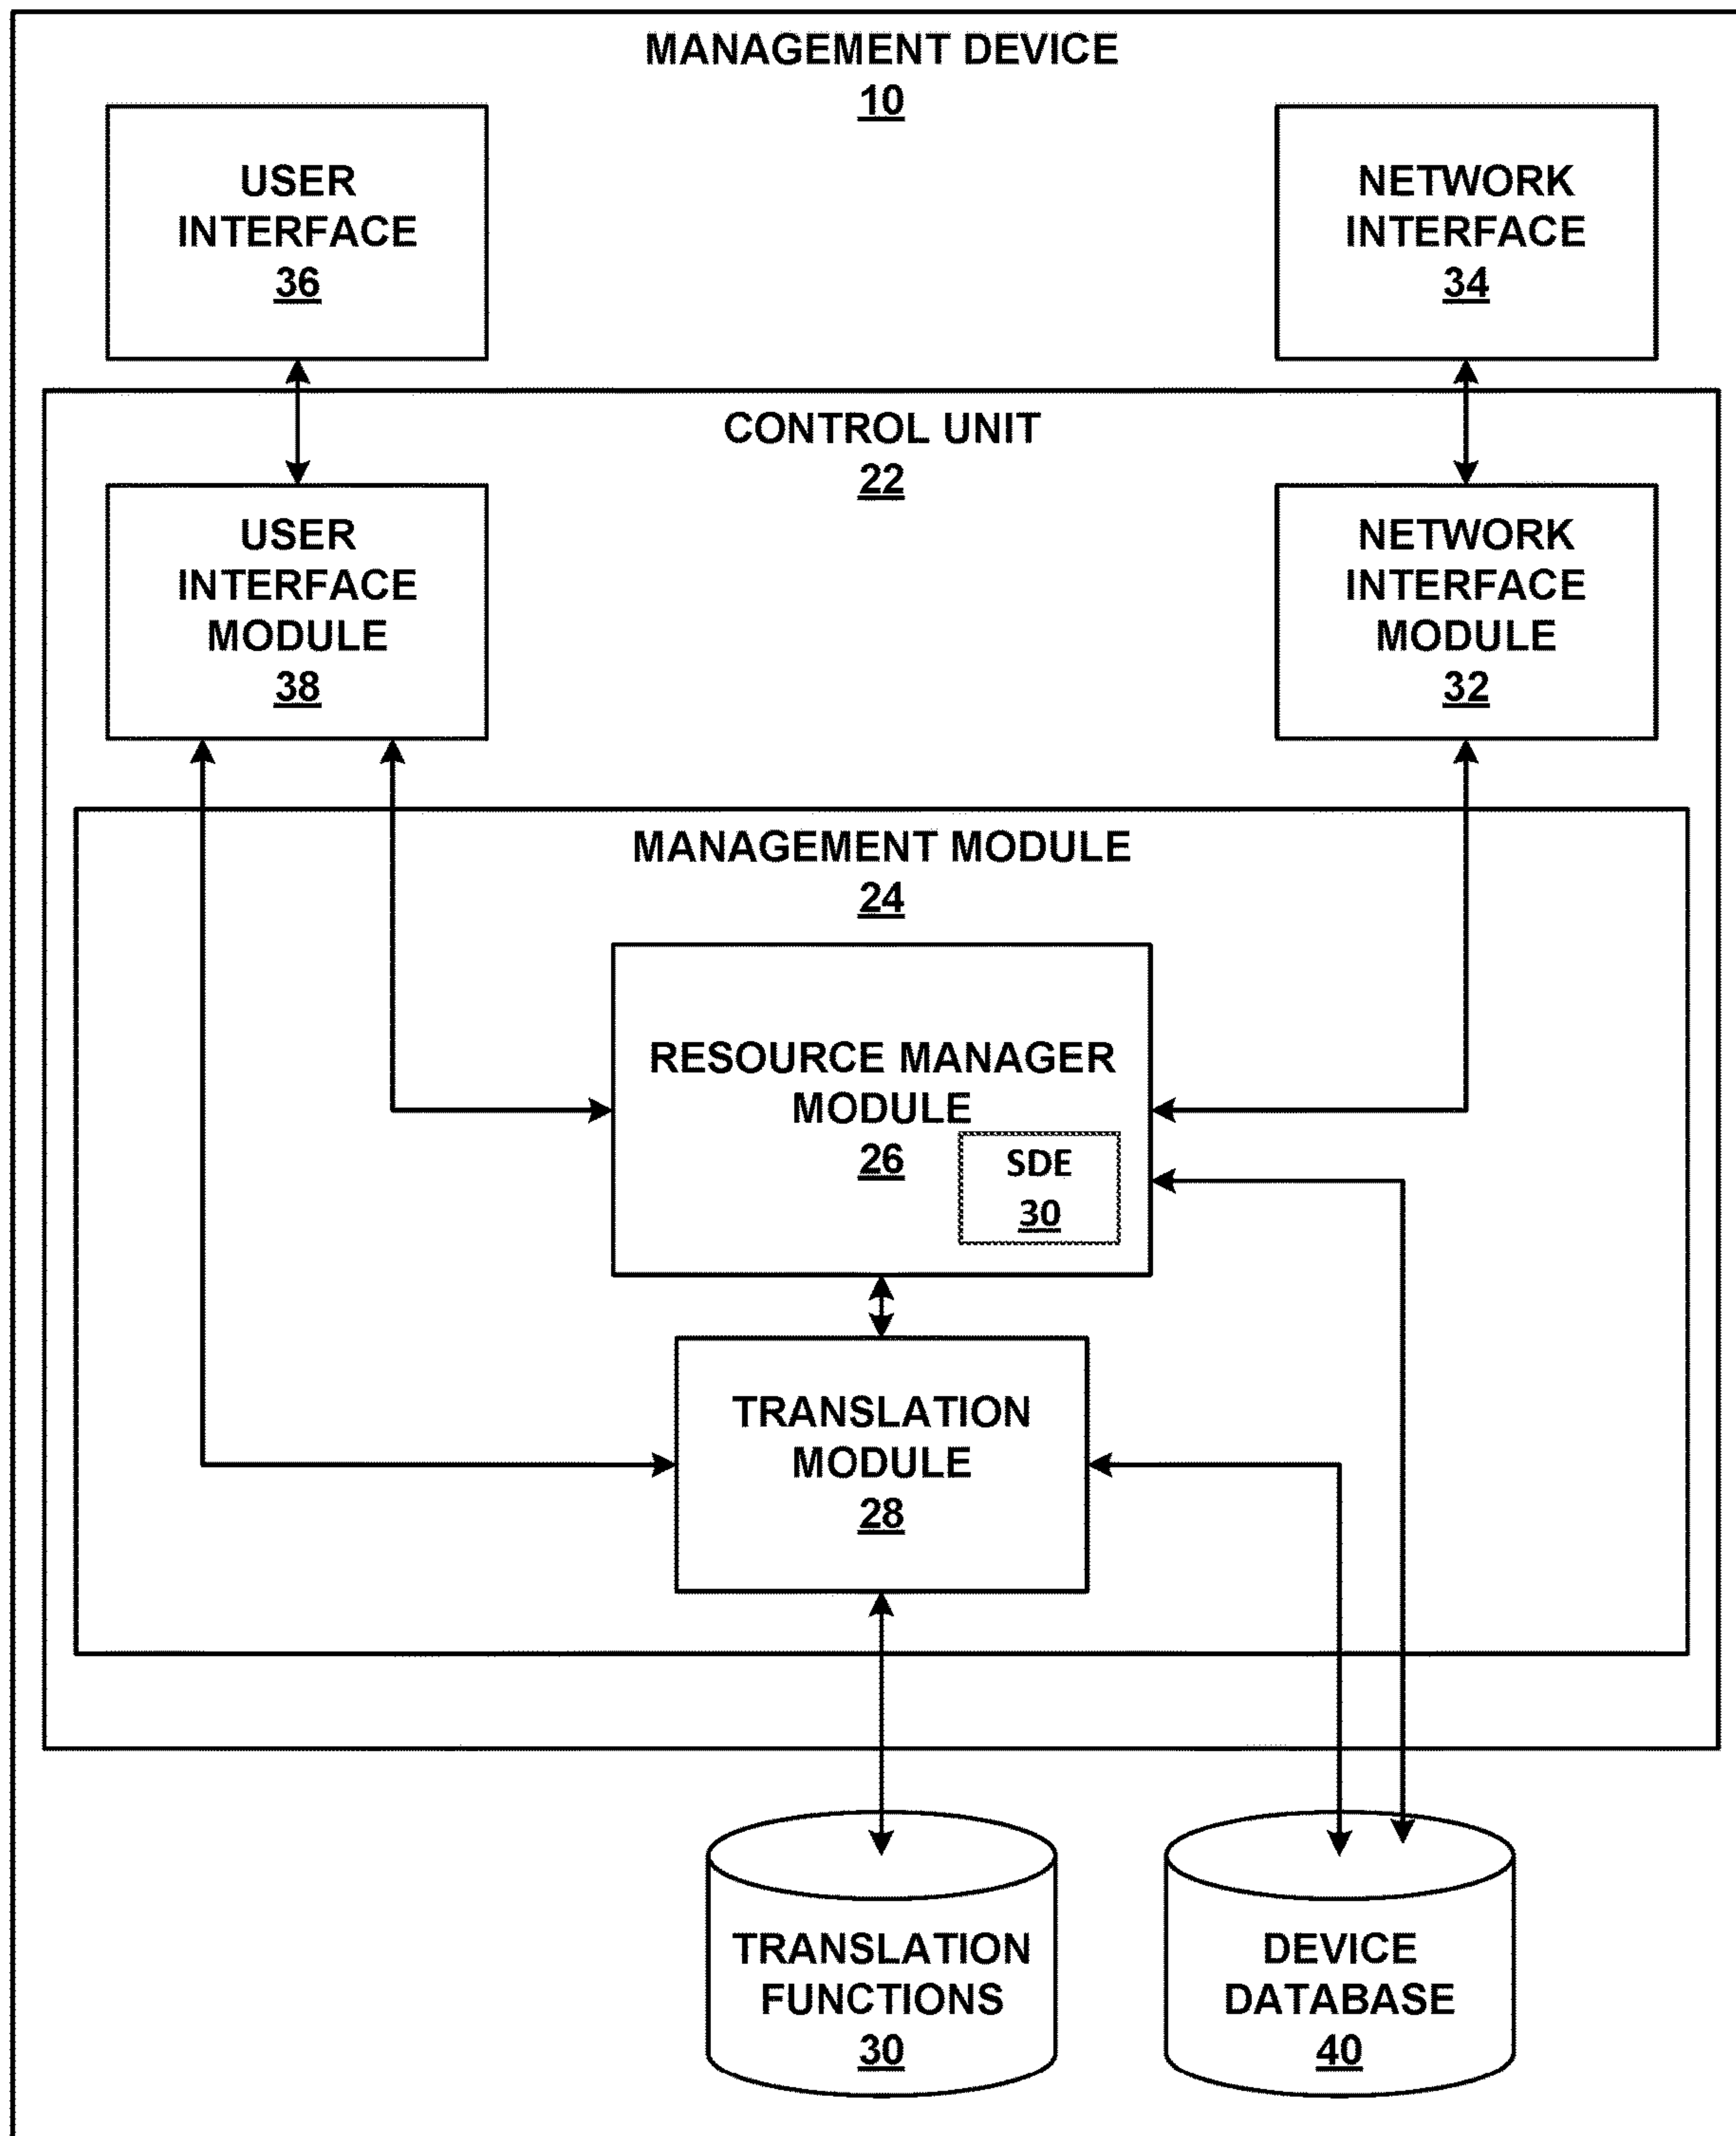 MANAGEMENT DEVICE
10
USER
INTERFACE
36
NETWORK
INTERFACE
34
CONTROL UNIT
22
USER
INTERFACE
MODULE
38
NETWORK
INTERFACE
MODULE
32
MANAGEMENT MODULE
24
RESOURCE MANAGER
MODULE
26
SDE
30
TRANSLATION
MODULE
28
TRANSLATION
FUNCTIONS
30
DEVICE
DATABASE
40